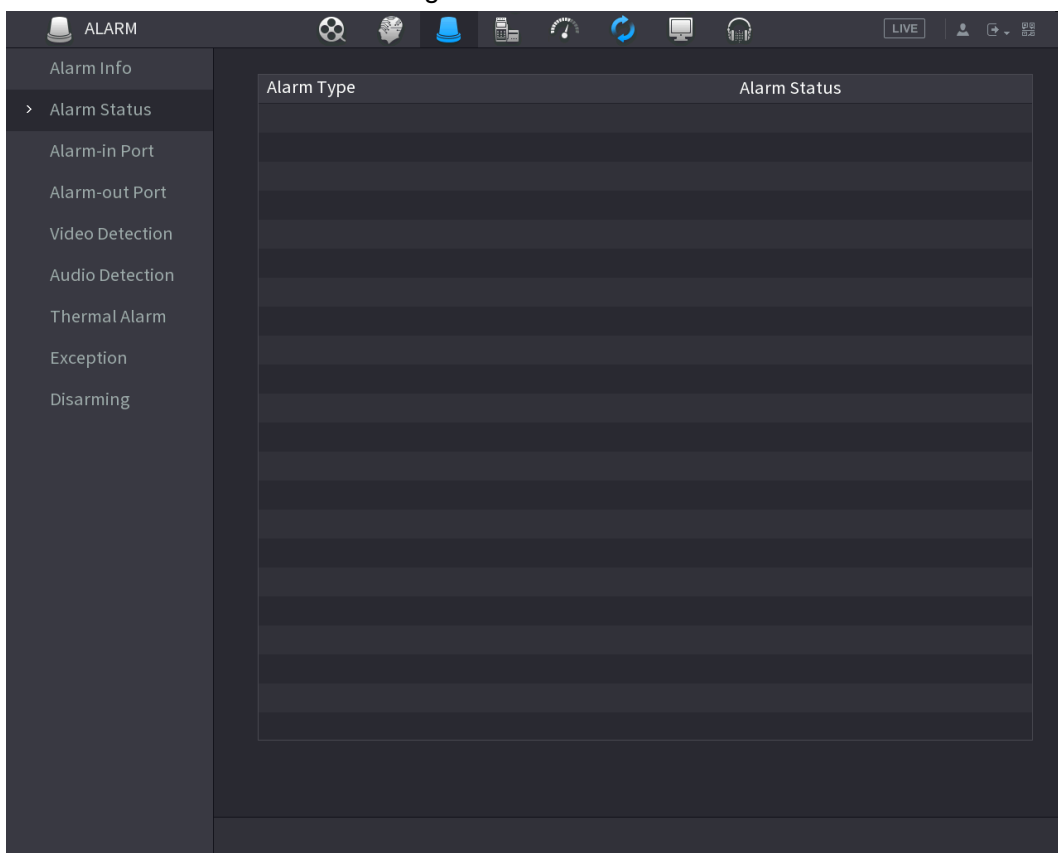 ALARM
LIVE
Alarm Info
Alarm Status
Alarm-in Port
Alarm-out Port
Video Detection
Audio Detection
Thermal Alarm
Exception
Disarming
Alarm Type Alarm Status